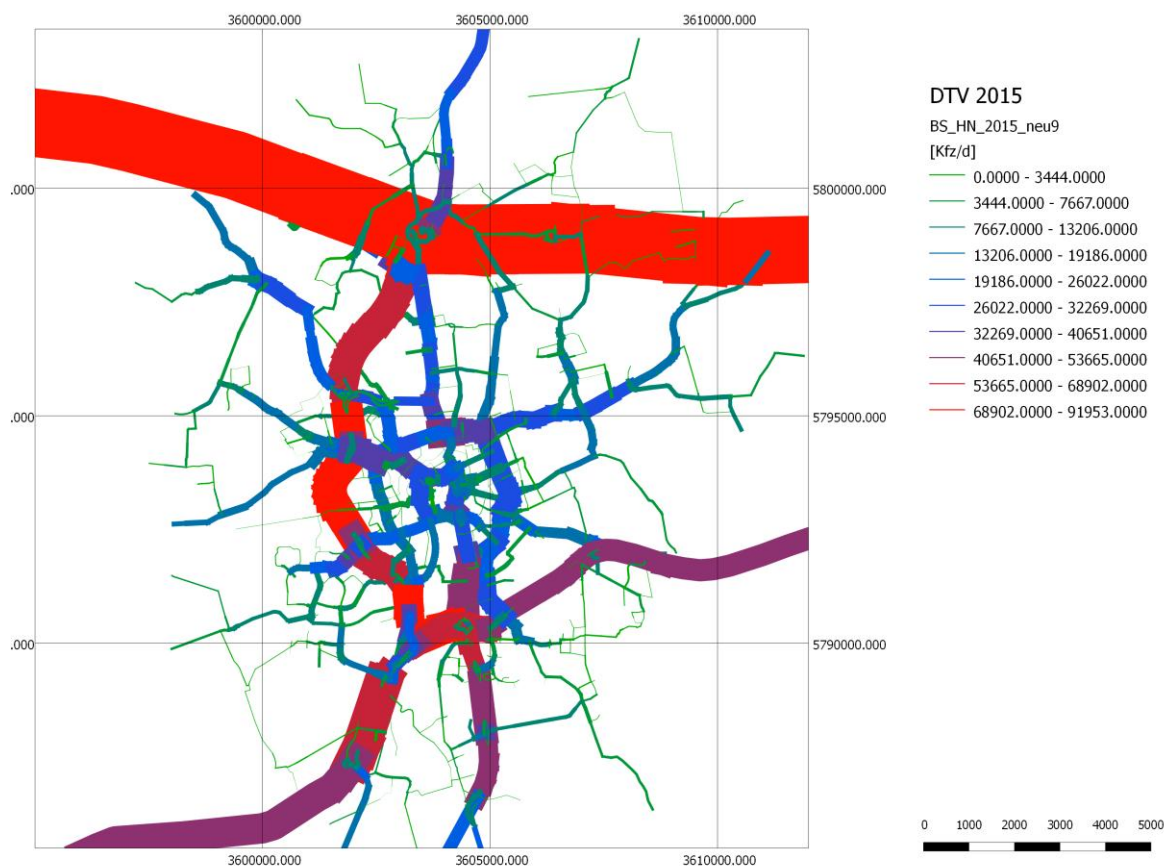 3600000.000 3605000.000 3610000.000
.000 5800000.000
.000 5795000.000
.000 5790000.000
3600000.000 3605000.000 3610000.000
DTV 2015
BS_HN_2015_neu9
[Kfz/d]
0.0000 - 3444.0000
3444.0000 - 7667.0000
7667.0000 - 13206.0000
13206.0000 - 19186.0000
19186.0000 - 26022.0000
26022.0000 - 32269.0000
32269.0000 - 40651.0000
40651.0000 - 53665.0000
53665.0000 - 68902.0000
68902.0000 - 91953.0000
0 1000 2000 3000 4000 5000